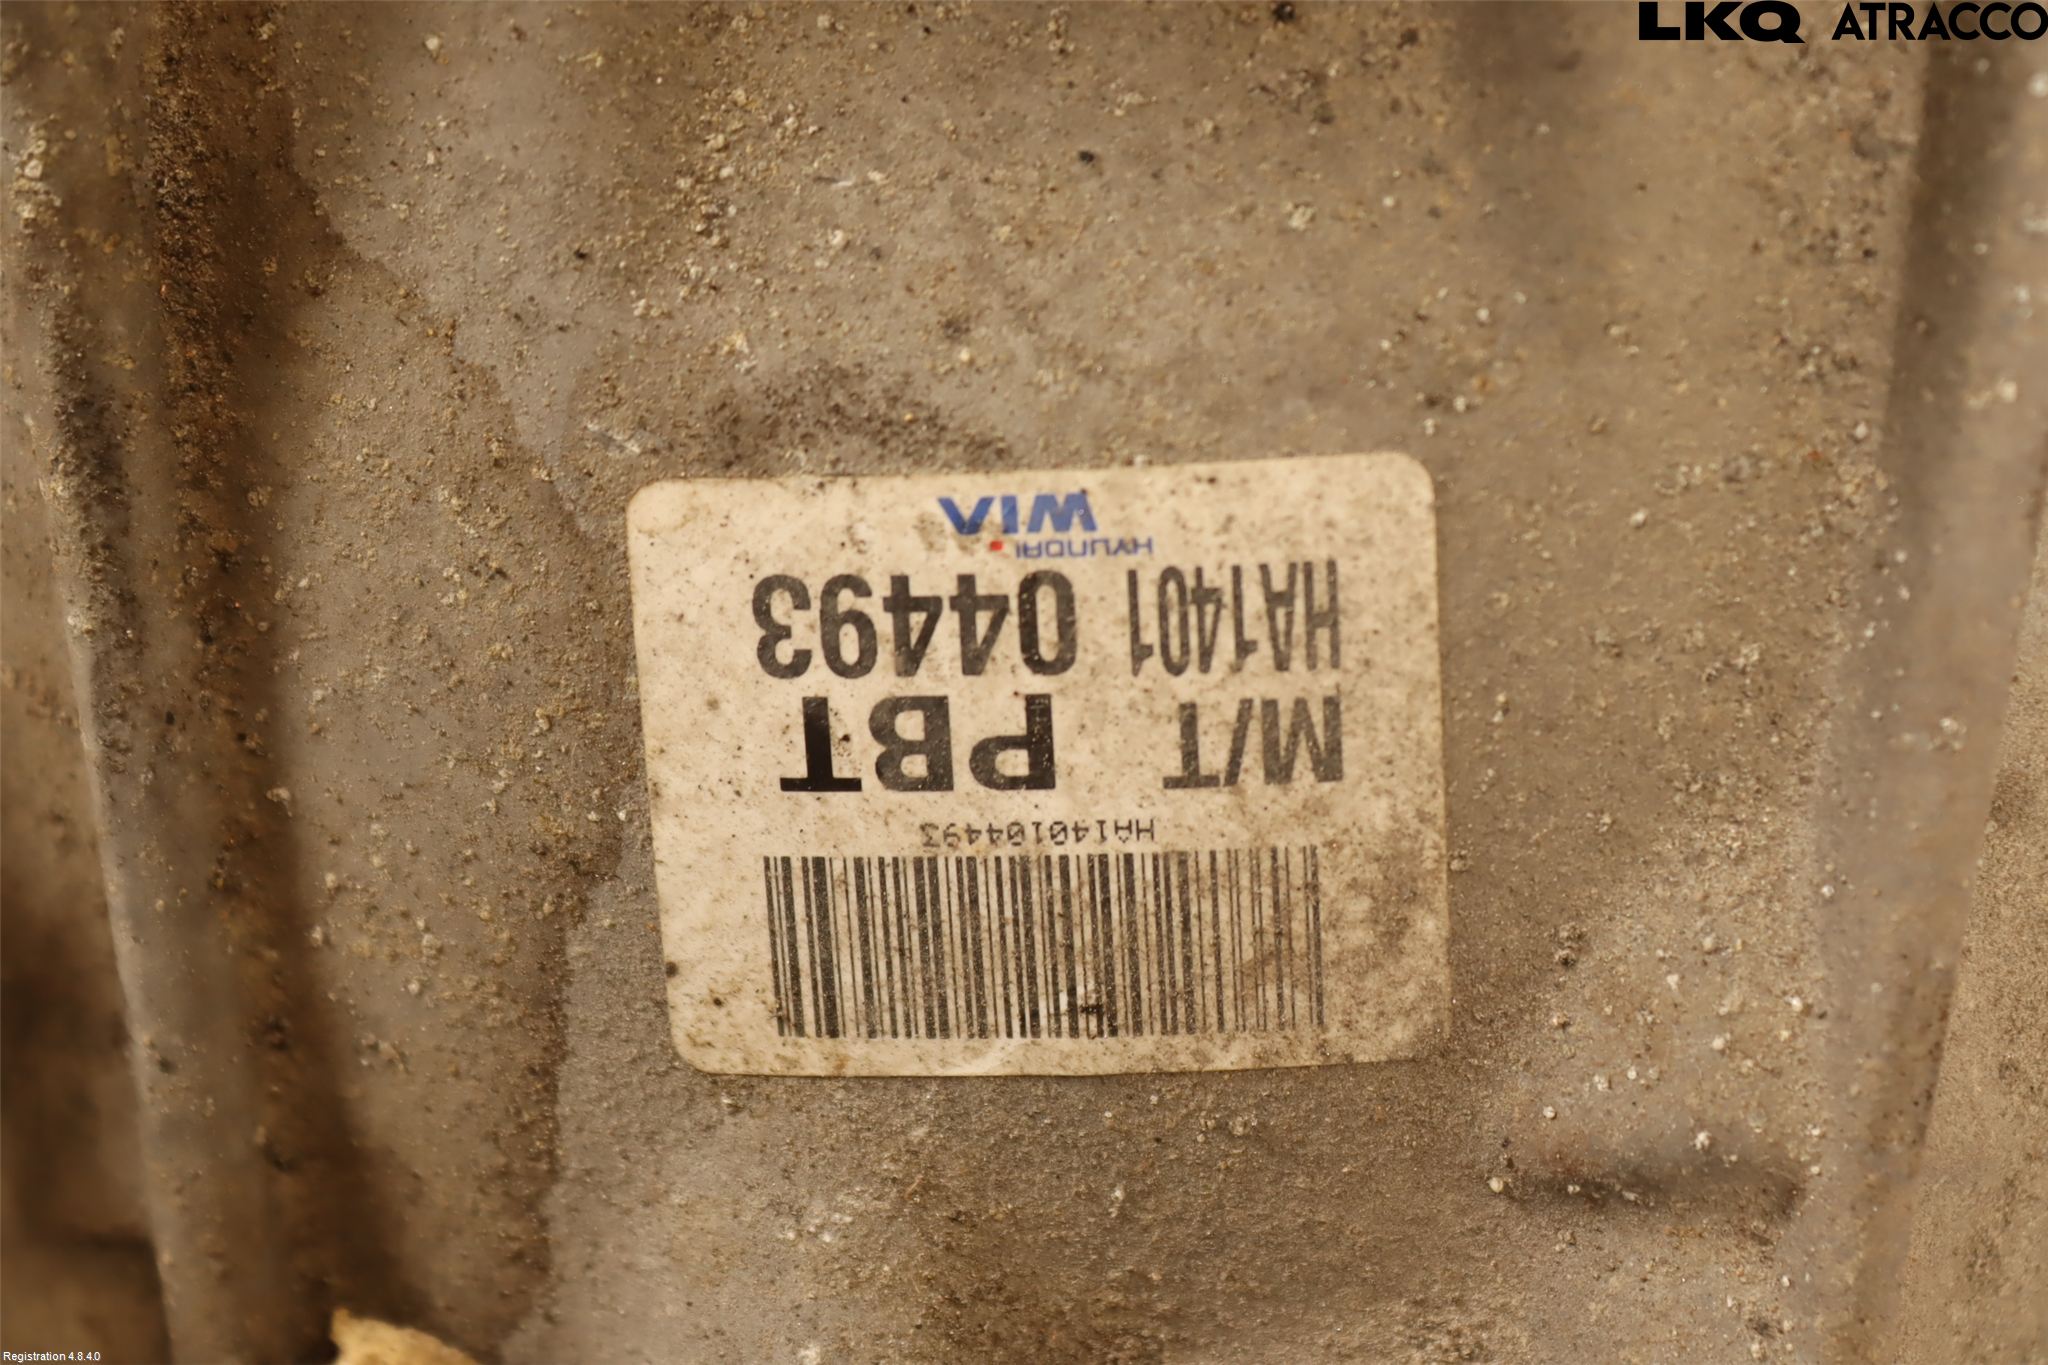 LKQ ATRACCO
HA140104493
M/T PBT
HA1401 04493
HYUNDAI
WIA
Registration 4.8.4.0